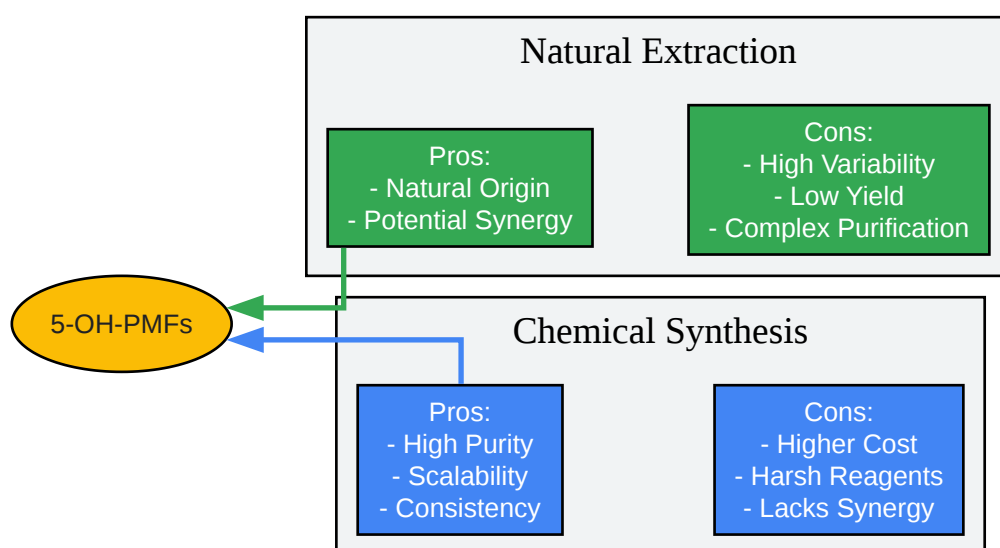 Natural Extraction
Pros:
- Natural Origin
- Potential Synergy
Cons:
- High Variability
- Low Yield
- Complex Purification
5-OH-PMFs
Chemical Synthesis
Pros:
- High Purity
- Scalability
- Consistency
Cons:
- Higher Cost
- Harsh Reagents
- Lacks Synergy